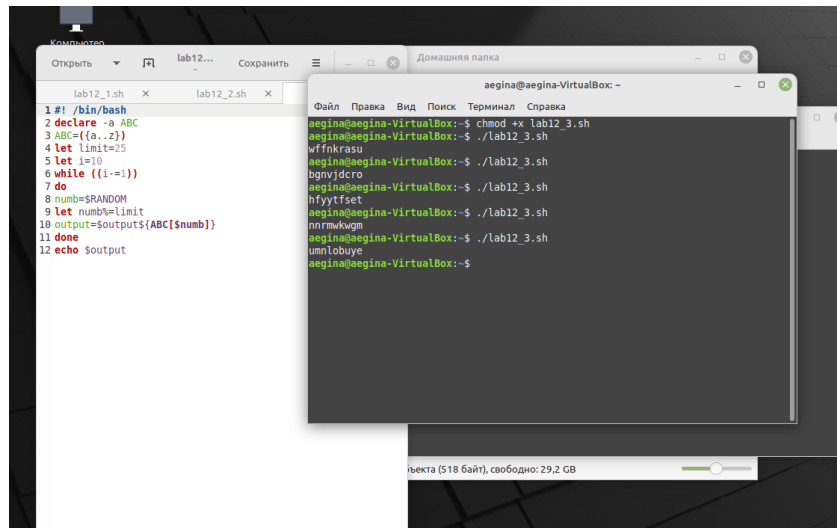 Компьютер
Открыть
lab12...
~
Сохранить
Домашняя папка
lab12_1.sh × lab12_2.sh ×
1 #! /bin/bash
2 declare -a ABC
3 ABC=({a..z})
4 let limit=25
5 let i=10
6 while ((i-=1))
7 do
8 numb=$RANDOM
9 let numb%=limit
10 output=$output${ABC[$numb]}
11 done
12 echo $output
aegina@aegina-VirtualBox: ~
Файл Правка Вид Поиск Терминал Справка
aegina@aegina-VirtualBox:~$ chmod +x lab12_3.sh
aegina@aegina-VirtualBox:~$ ./lab12_3.sh
wffnkrasu
aegina@aegina-VirtualBox:~$ ./lab12_3.sh
bgnvjdcro
aegina@aegina-VirtualBox:~$ ./lab12_3.sh
hfyytfset
aegina@aegina-VirtualBox:~$ ./lab12_3.sh
nnrmwkwgm
aegina@aegina-VirtualBox:~$ ./lab12_3.sh
umnlobuye
aegina@aegina-VirtualBox:~$
ъекта (518 байт), свободно: 29,2 GB